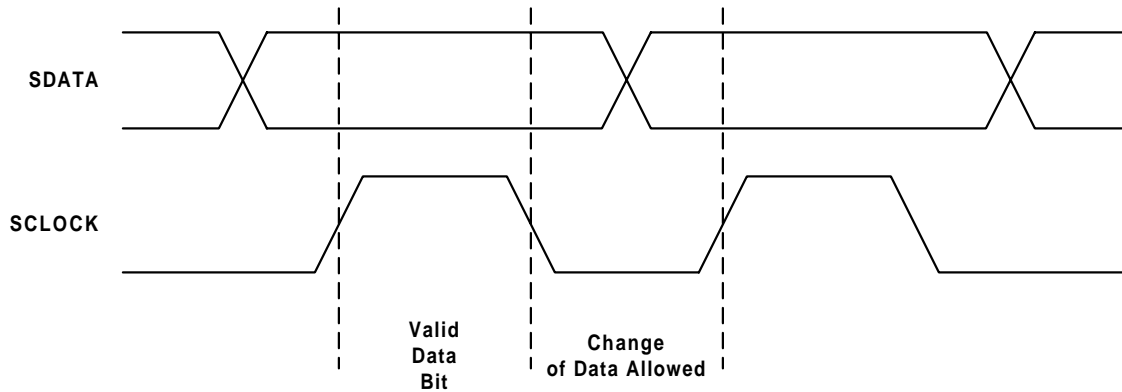 SDATA
SCLOCK
Valid
Data
Bit
Change
of Data Allowed